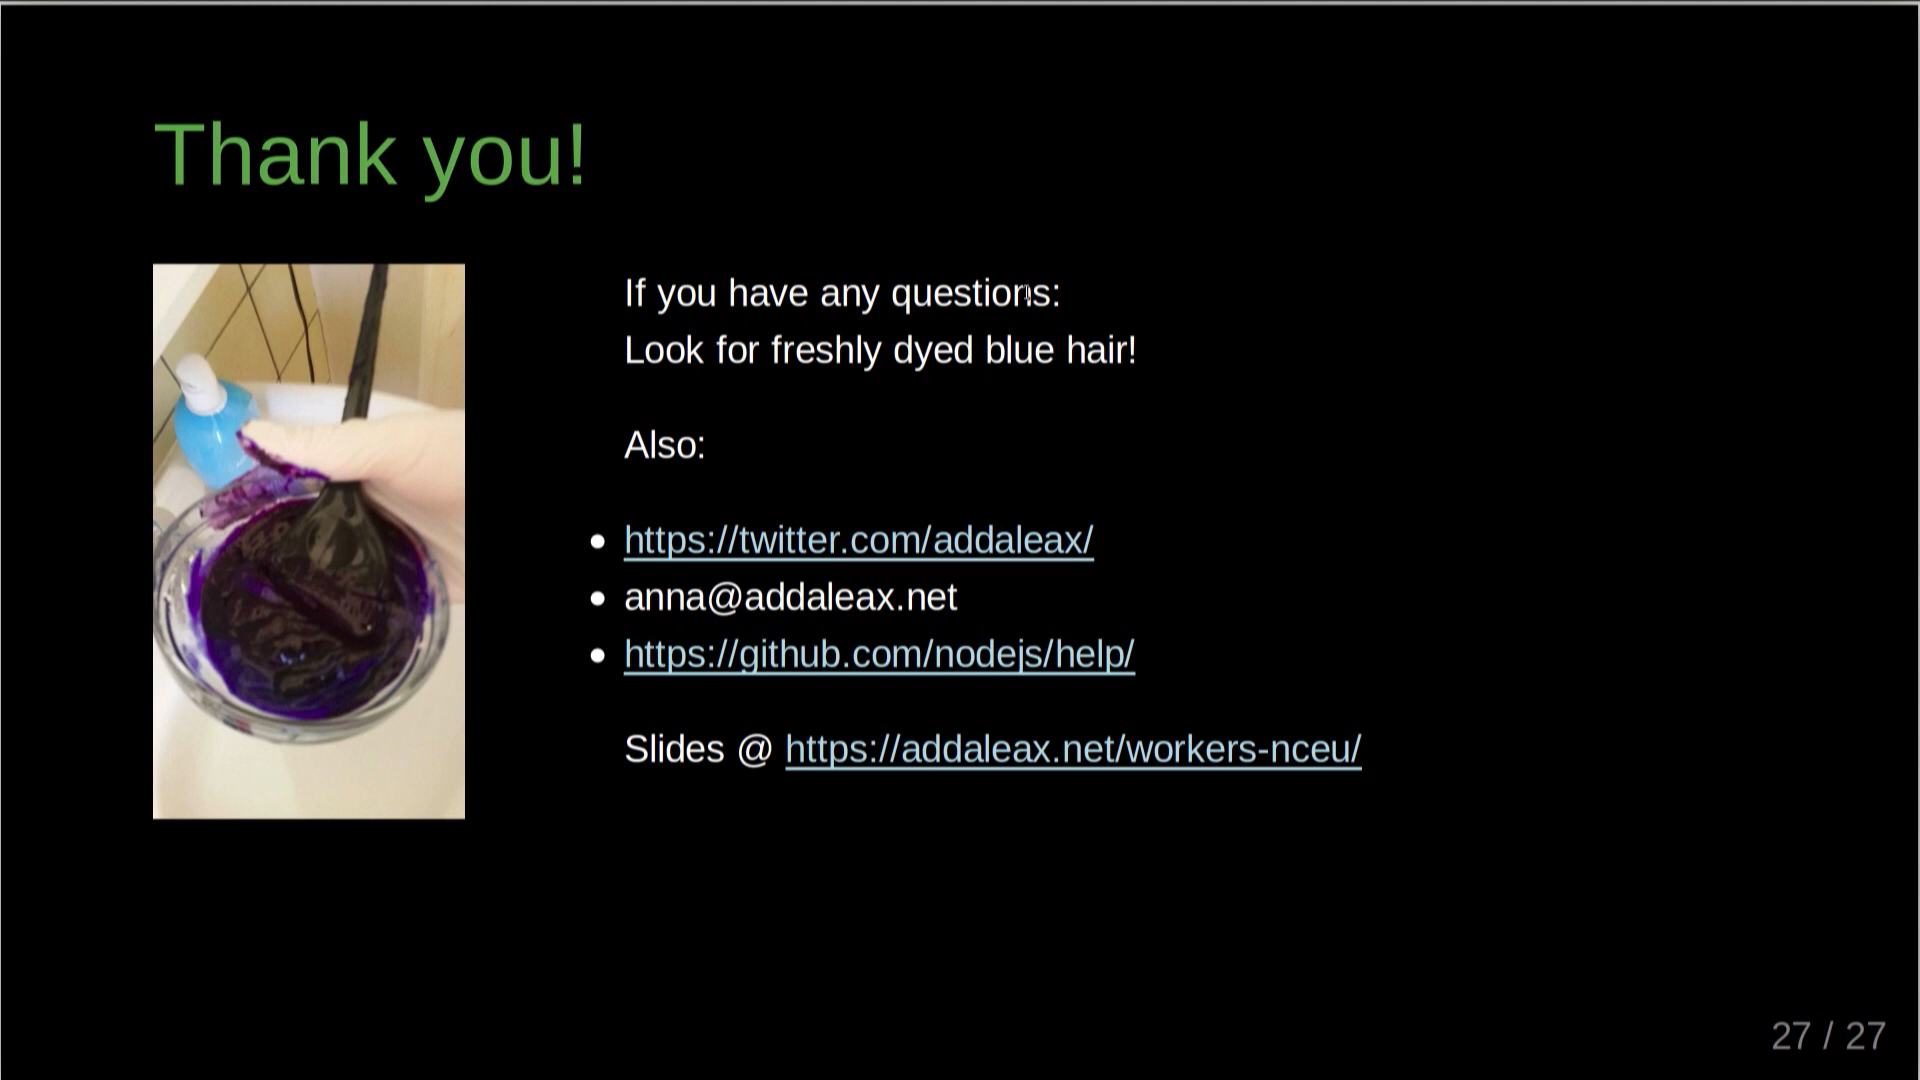 Thank you!
If you have any questions:
Look for freshly dyed blue hair!
Also:
https://twitter.com/addaleax/
anna@addaleax.net
https://github.com/nodejs/help/
Slides @ https://addaleax.net/workers-nceu/
27 / 27